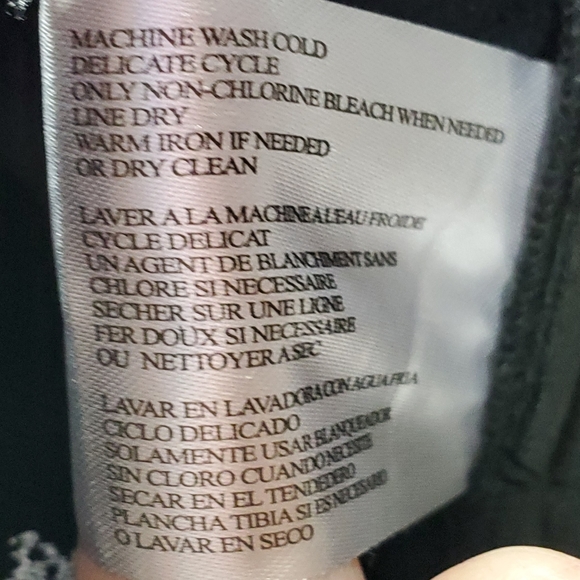 MACHINE WASH COLD
DELICATE CYCLE
ONLY NON-CHLORINE BLEACH WHEN NEEDED
LINE DRY
WARM IRON IF NEEDED
OR DRY CLEAN
LAVER A LA MACHINE A LEAU FROIDE
CYCLE DELICAT
UN AGENT DE BLANCHIMENT SANS
CHLORE SI NECESSAIRE
SECHER SUR UNE LIGNE
FER DOUX SI NECESSAIRE
OU NETTOYER A SEC
LAVAR EN LAVADORA CON AGUA FRIA
CICLO DELICADO
SOLAMENTE USAR BLANQUEADOR
SIN CLORO CUANDO NECESITE
SECAR EN EL TENDEDERO
PLANCHA TIBIA SI ES NECESARIO
O LAVAR EN SECO